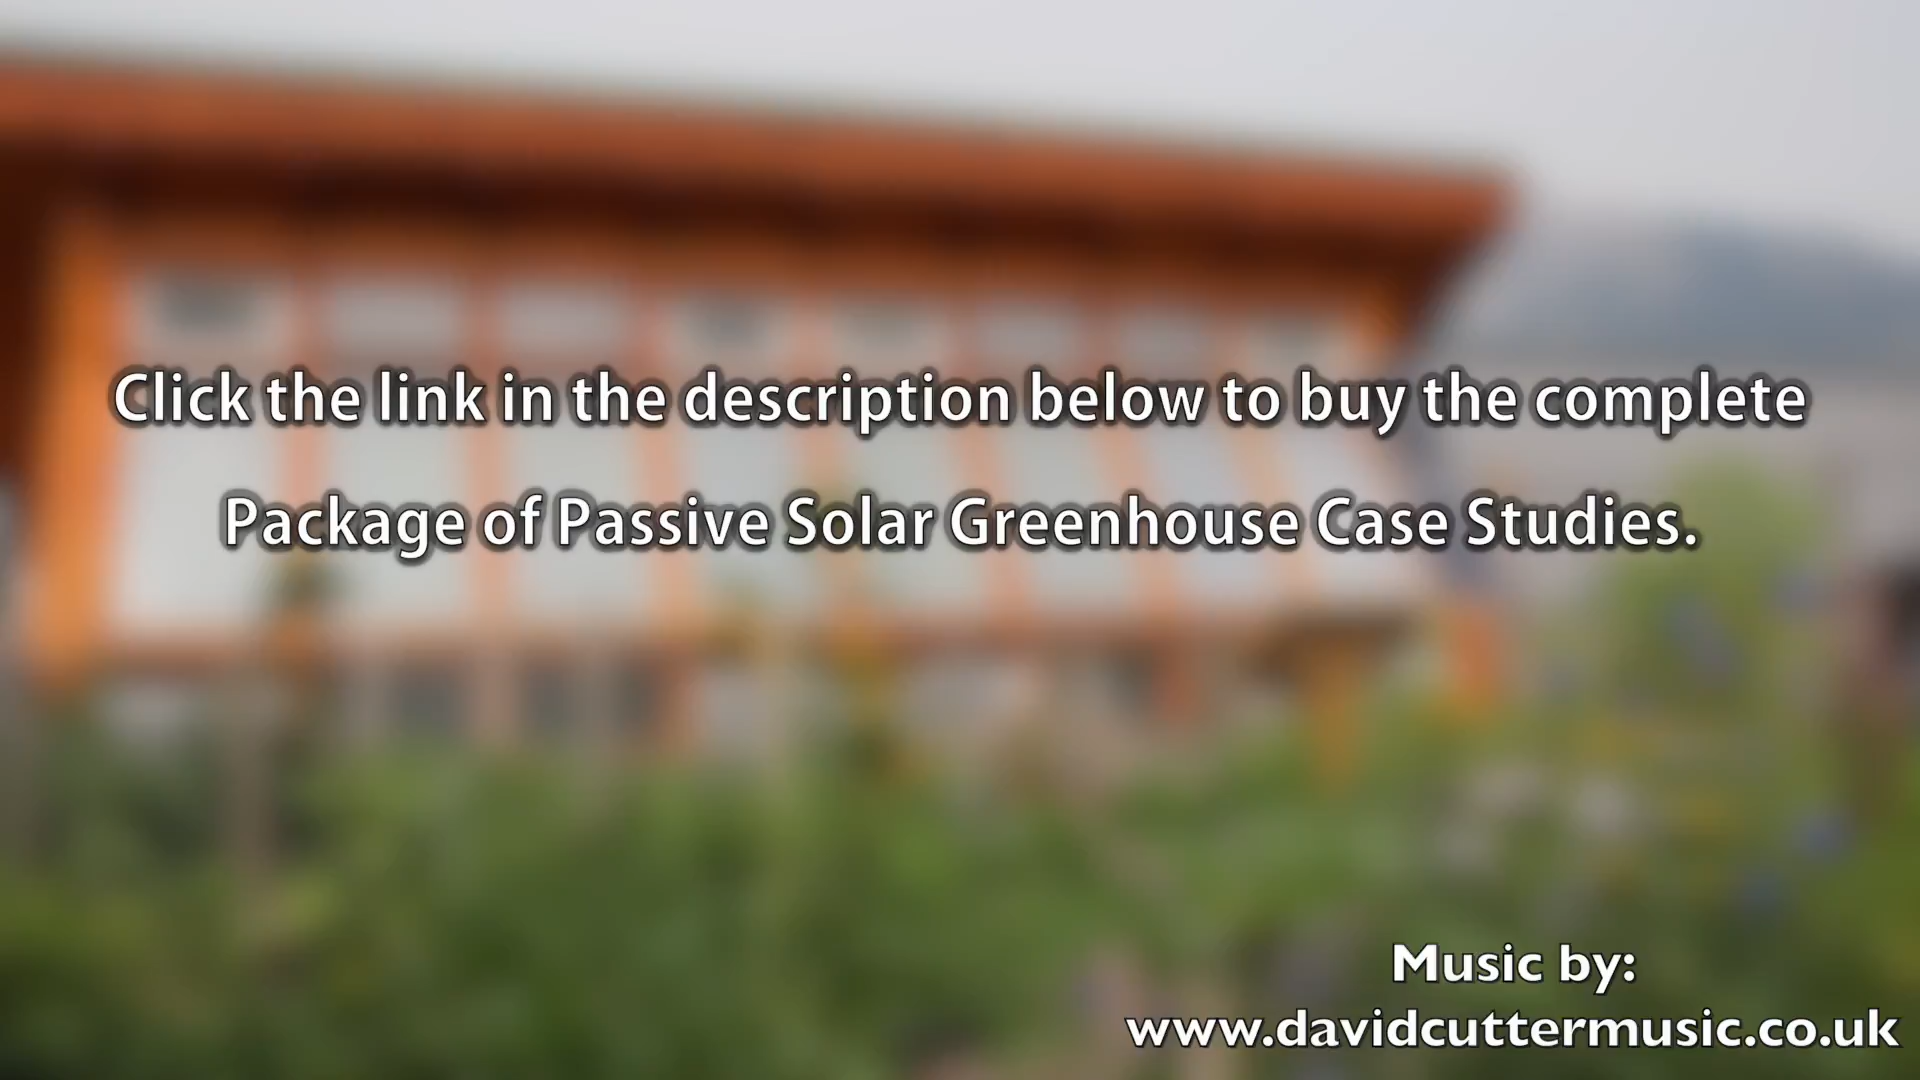 Click the link in the description below to buy the complete
Package of Passive Solar Greenhouse Case Studies.
Music by:
www.davidcuttermusic.co.uk